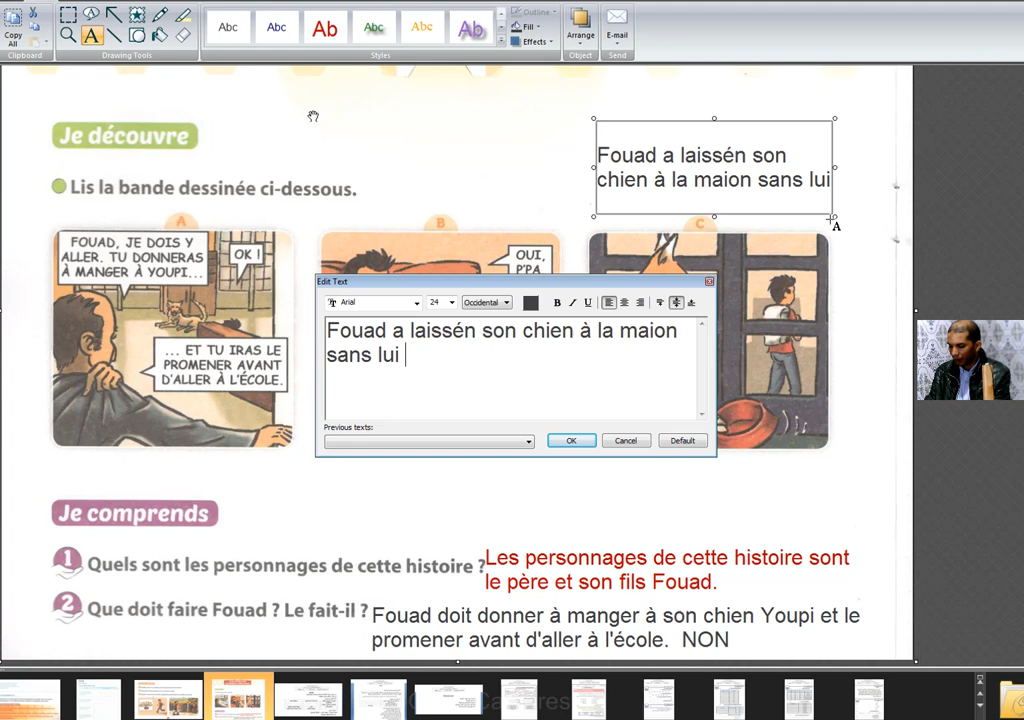 Copy
All
Clipboard
Drawing Tools
Abc Abc Ab Abc Abc Ab
Styles
Outline
Fill
Effects
Arrange
Object
E-mail
Send
Je découvre
Lis la bande dessinée ci-dessous.
Fouad a laissén son
chien à la maion sans lui
A
A
B
C
FOUAD, JE DOIS Y
ALLER. TU DONNERAS
À MANGER À YOUPI...
OK !
... ET TU IRAS LE
PROMENER AVANT
D'ALLER À L'ÉCOLE.
OUI,
P'PA
Edit Text
Arial
24
Occidental
B I U
Fouad a laissén son chien à la maion
sans lui
Previous texts:
OK
Cancel
Default
Je comprends
1 Quels sont les personnages de cette histoire ?
Les personnages de cette histoire sont
le père et son fils Fouad.
2 Que doit faire Fouad ? Le fait-il ?
Fouad doit donner à manger à son chien Youpi et le
promener avant d'aller à l'école. NON